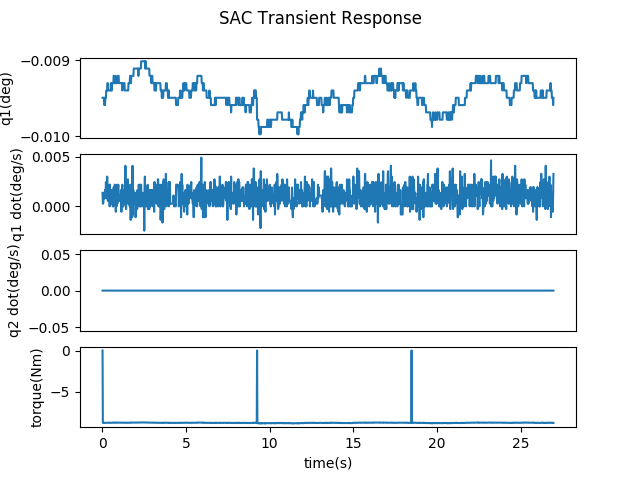 SAC Transient Response
−0.009
−0.010
q1(deg)
0.005
0.000
q1 dot(deg/s)
0.05
0.00
−0.05
q2 dot(deg/s)
0
−5
torque(Nm)
0 5 10 15 20 25
time(s)